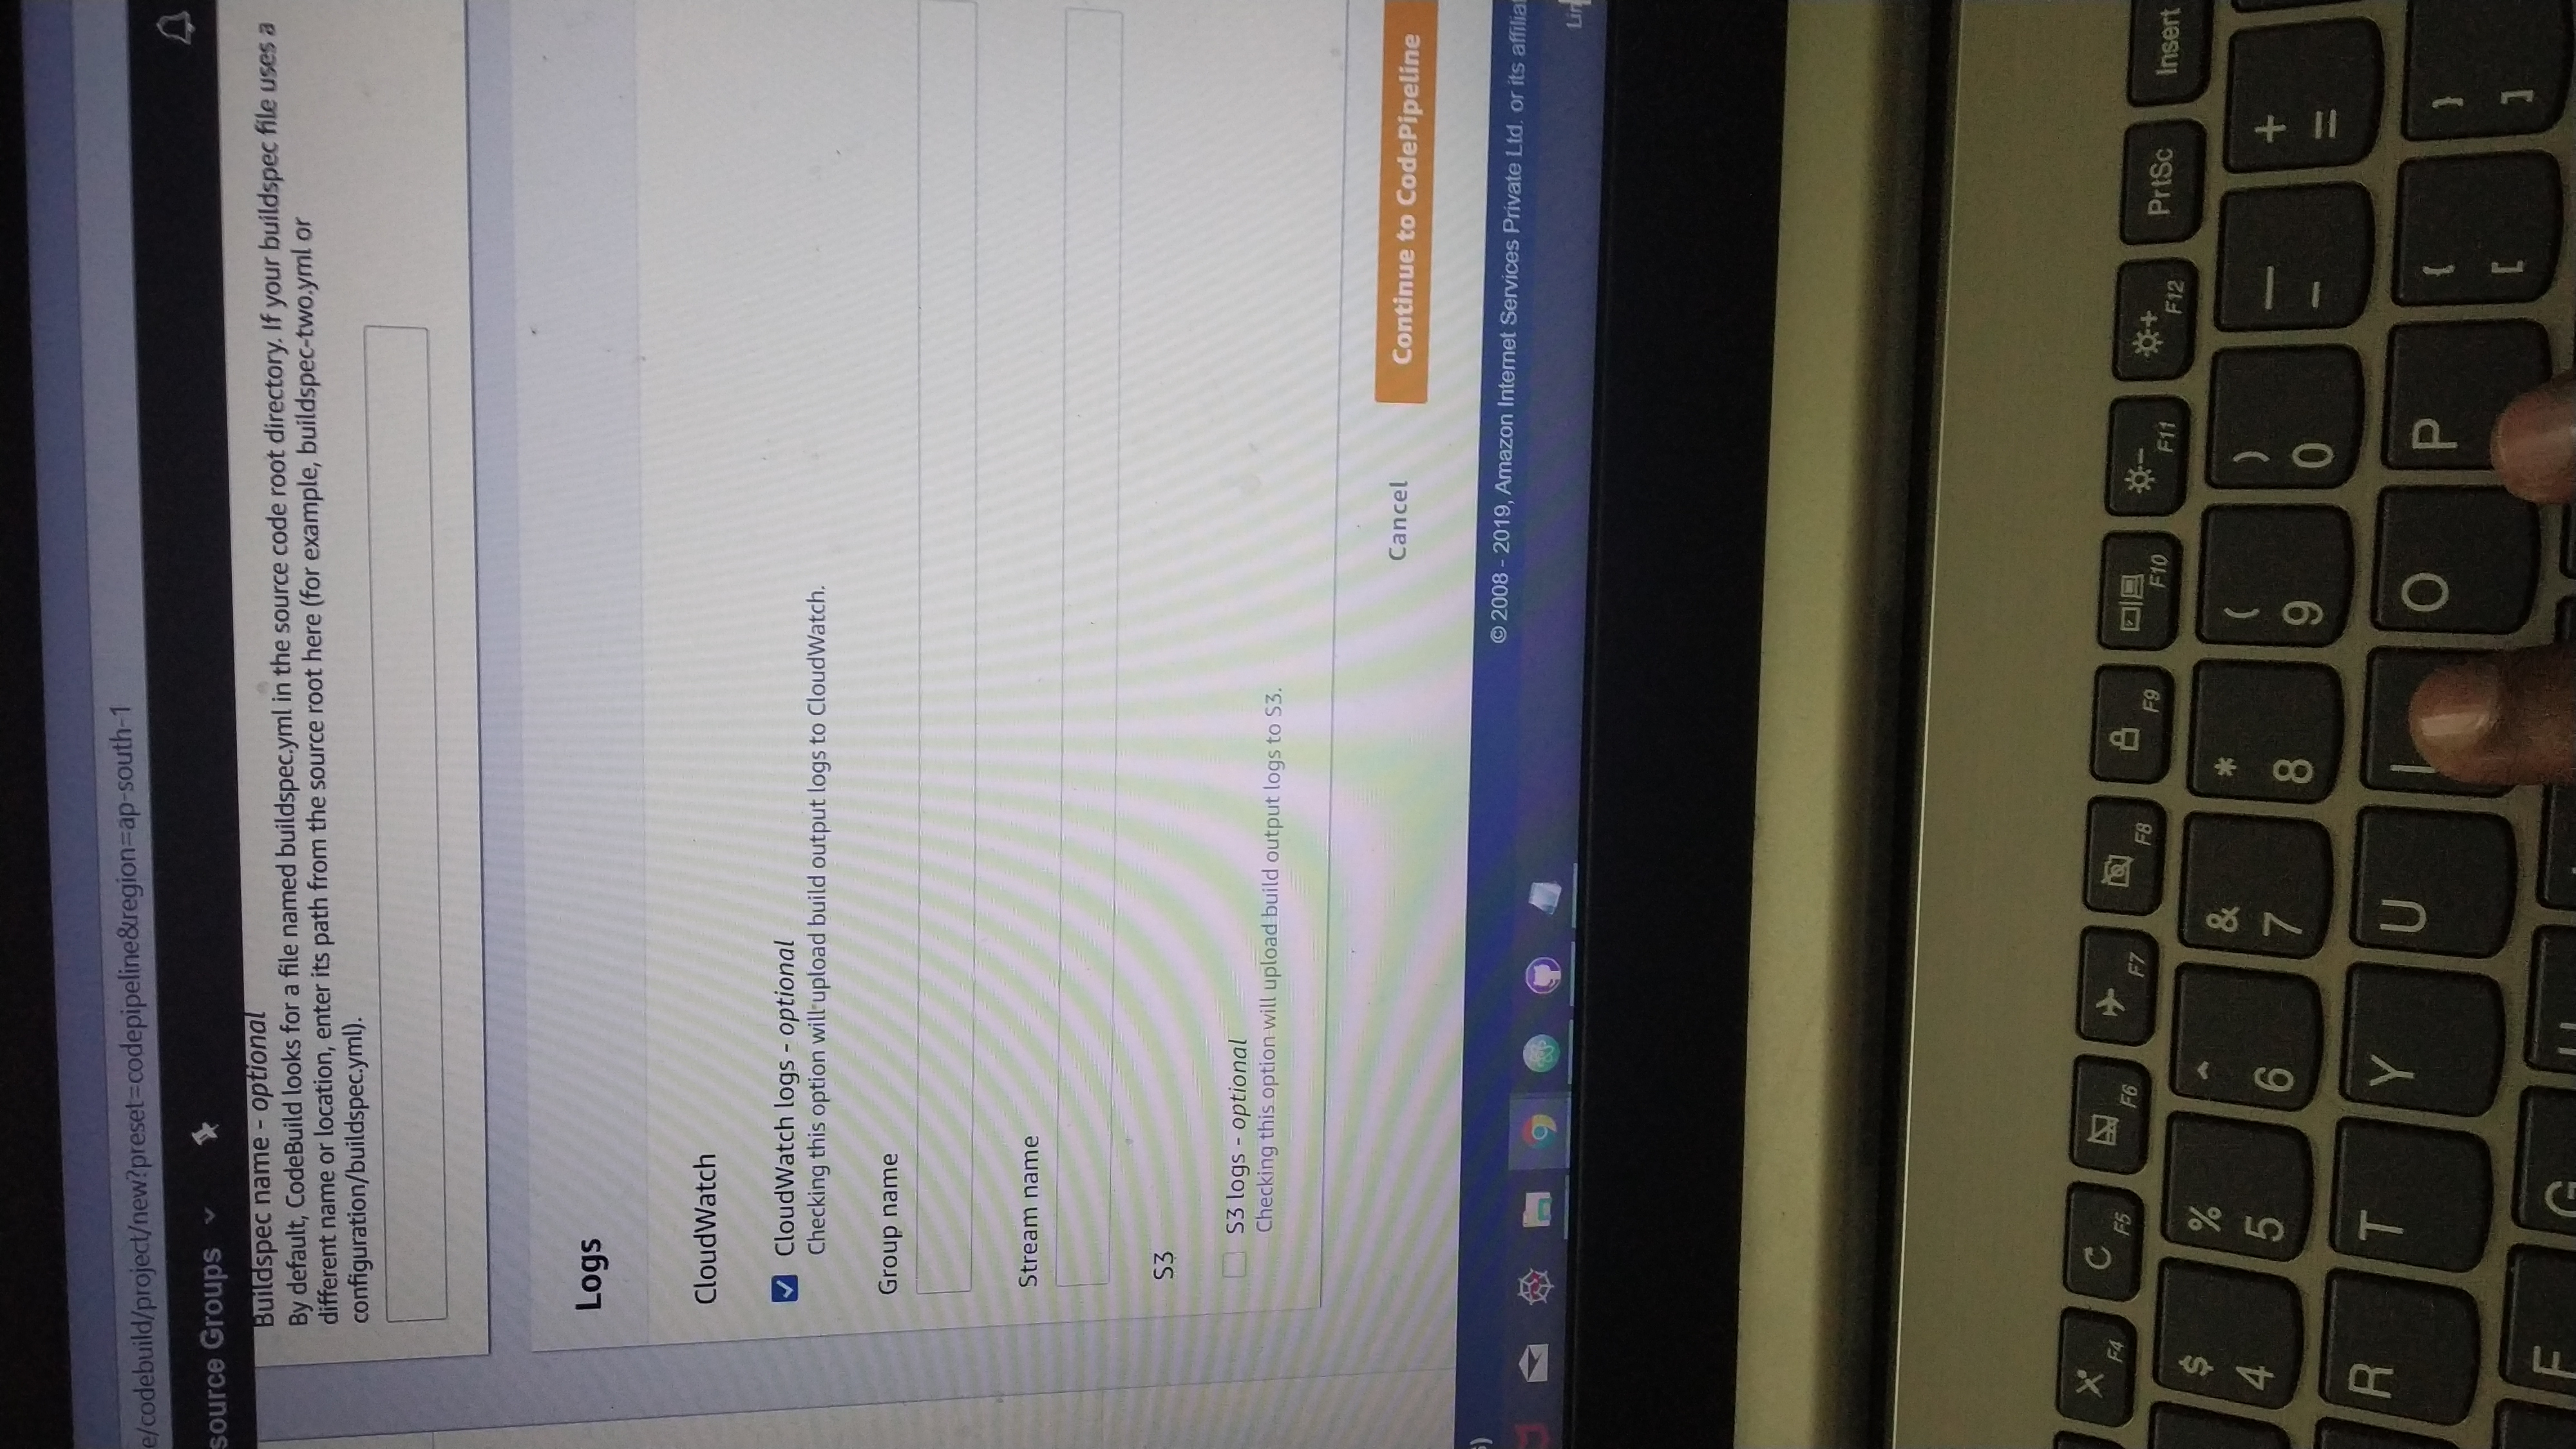 e/codebuild/project/new?preset=codepipeline&region=ap-south-1
source Groups
Buildspec name - optional
By default, CodeBuild looks for a file named buildspec.yml in the source code root directory. If your buildspec file uses a
different name or location, enter its path from the source root here (for example, buildspec-two.yml or
configuration/buildspec.yml).
Logs
CloudWatch
CloudWatch logs - optional
Checking this option will upload build output logs to CloudWatch.
Group name
Stream name
S3
S3 logs - optional
Checking this option will upload build output logs to S3.
Cancel Continue to CodePipeline
© 2008 - 2019, Amazon Internet Services Private Ltd. or its affilia
F4 F5 F6 F7 F8 F9 F10 F11 F12 PrtSc Insert
$ % ^ & * ( ) — +
4 5 6 7 8 9 0 - =
R T Y U I O P { }
[ ]
F G